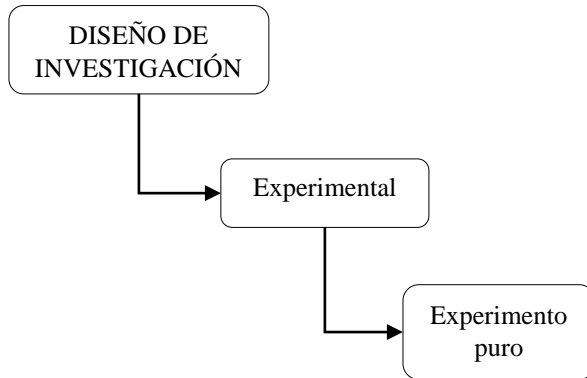 DISEÑO DE
INVESTIGACIÓN
Experimental
Experimento
puro